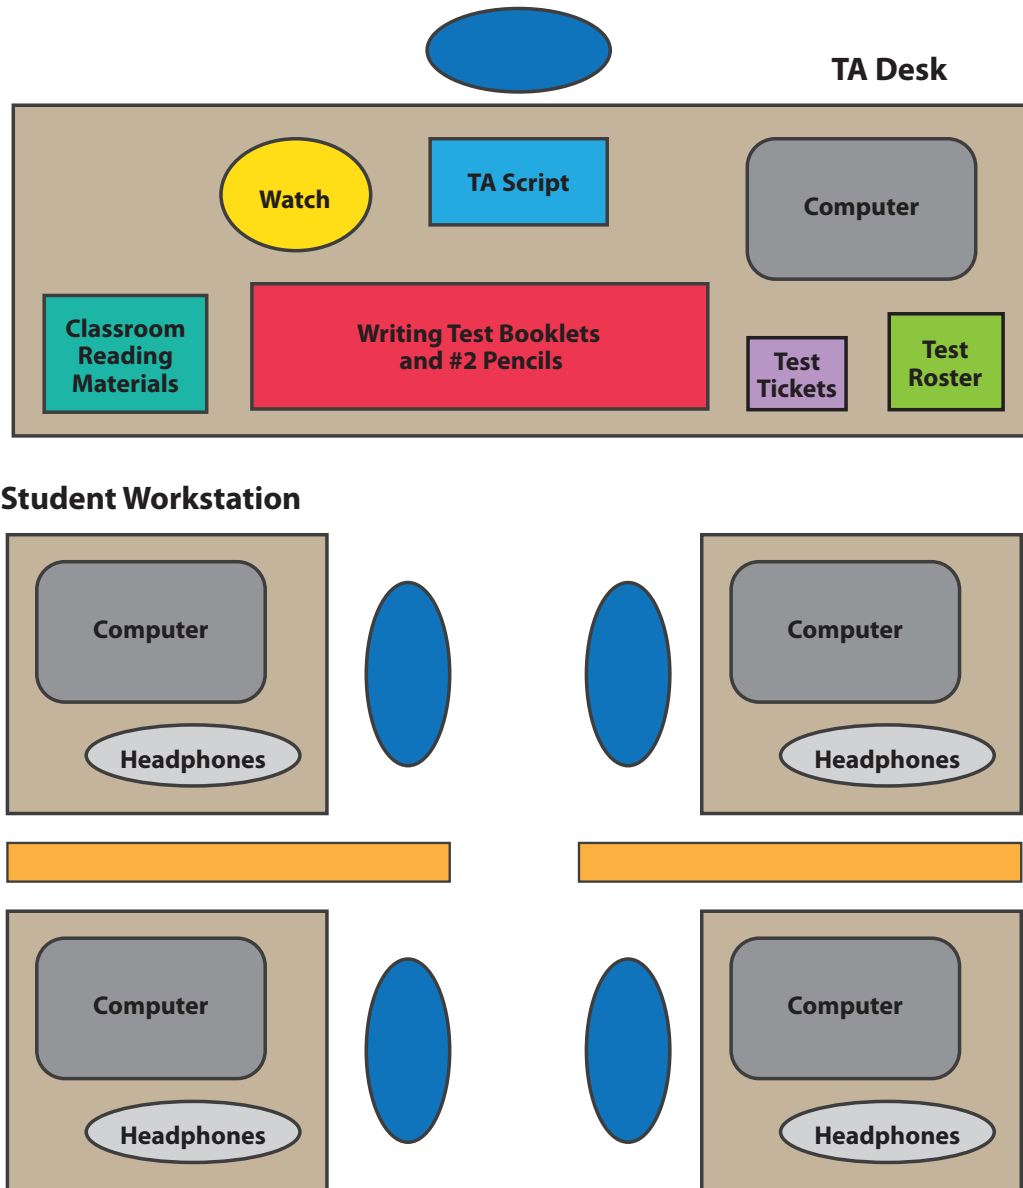 TA Desk
Watch
TA Script
Computer
Classroom
Reading
Materials
Writing Test Booklets
and #2 Pencils
Test
Tickets
Test
Roster
Student Workstation
Computer
Headphones
Computer
Headphones
Computer
Headphones
Computer
Headphones